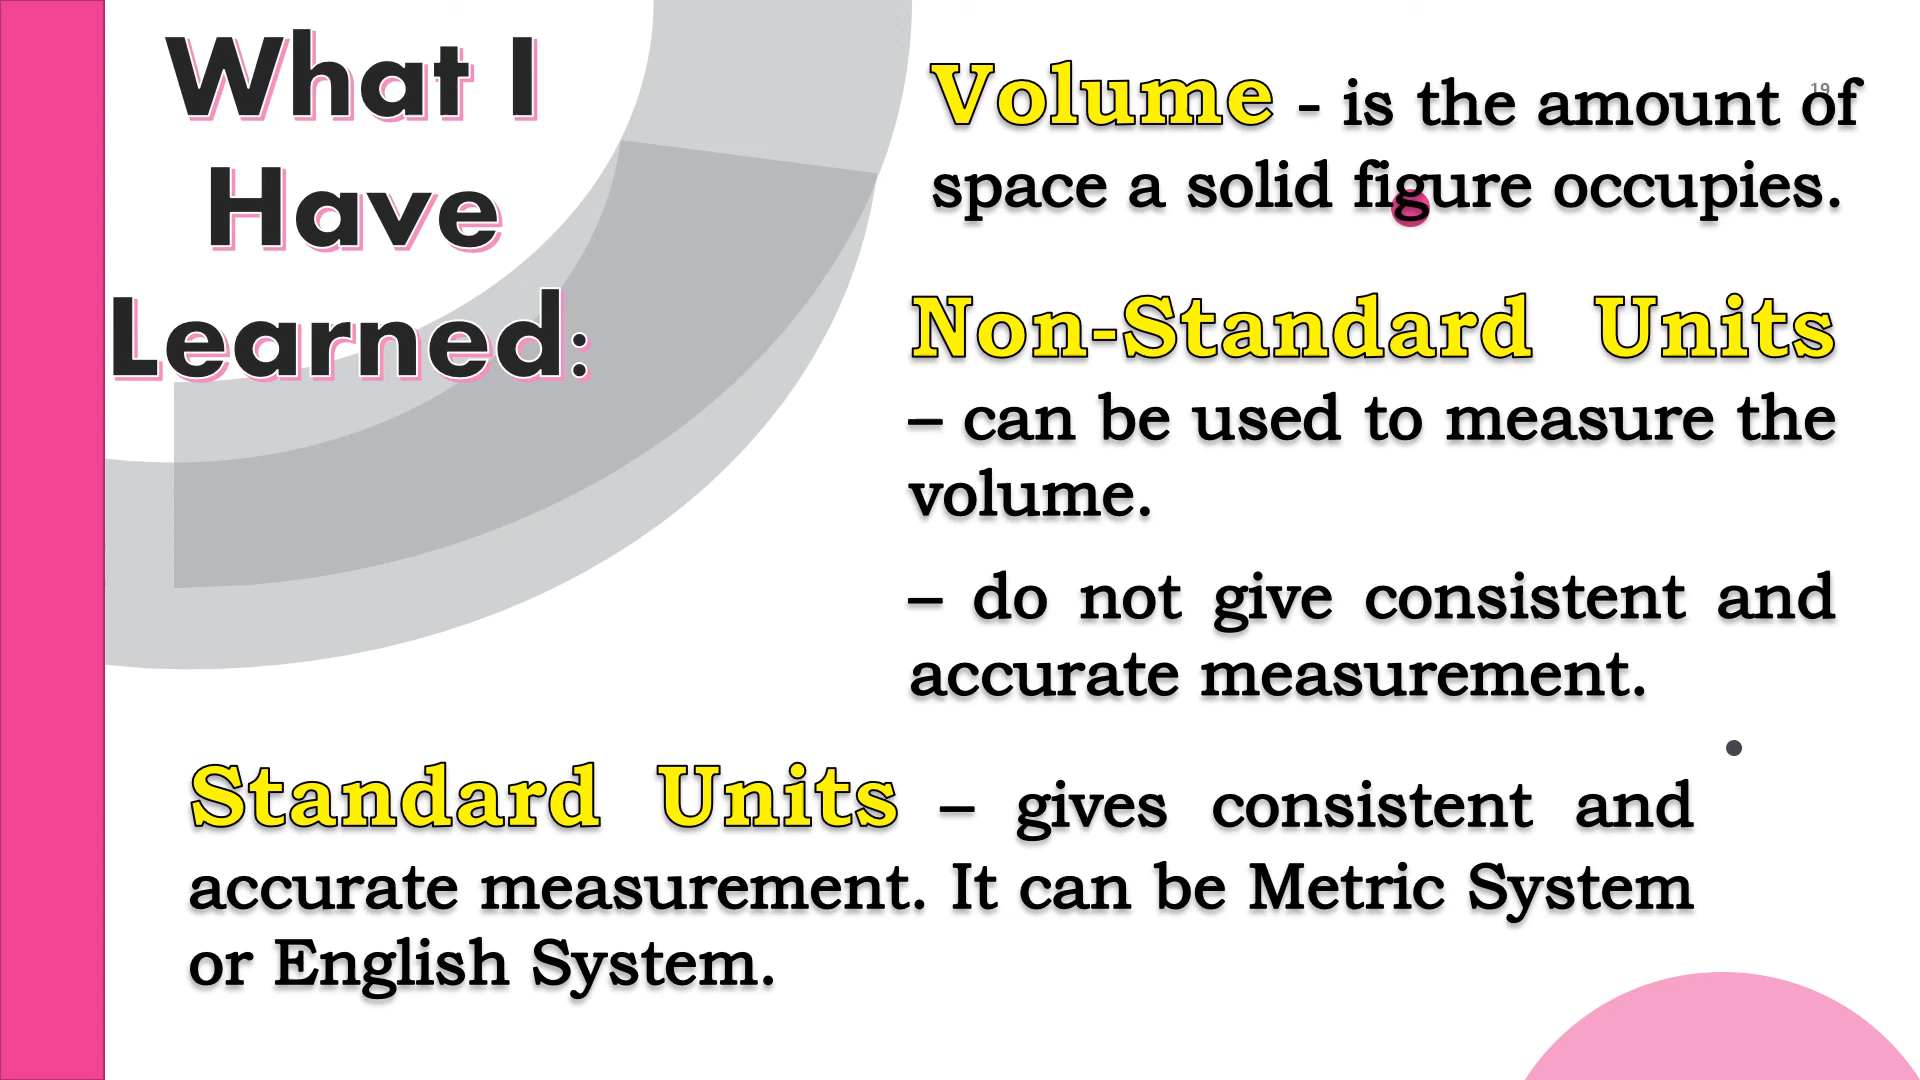 What I
Have
Learned:
19
Volume - is the amount of
space a solid figure occupies.
Non-Standard Units
– can be used to measure the
volume.
– do not give consistent and
accurate measurement.
Standard Units – gives consistent and
accurate measurement. It can be Metric System
or English System.